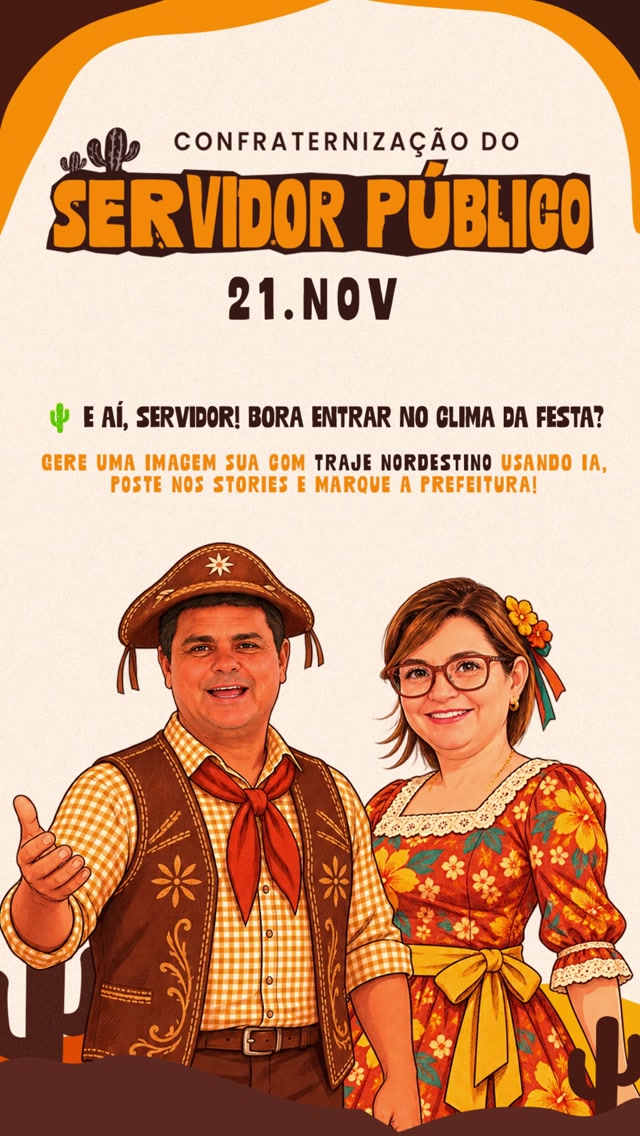 CONFRATERNIZAÇÃO DO
SERVIDOR PÚBLICO
21.NOV
E AÍ, SERVIDOR! BORA ENTRAR NO CLIMA DA FESTA?
GERE UMA IMAGEM SUA COM TRAJE NORDESTINO USANDO IA,
POSTE NOS STORIES E MARQUE A PREFEITURA!